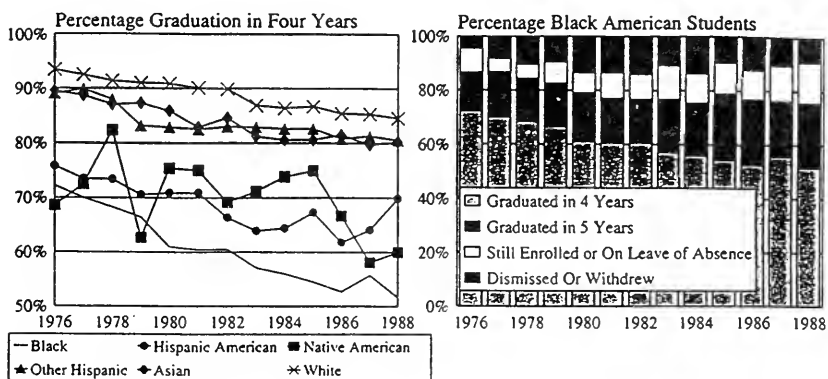 Percentage Graduation in Four Years
100%
90%
80%
70%
60%
50%
1976 1978 1980 1982 1984 1986 1988
Black Hispanic American Native American
Other Hispanic Asian White
Percentage Black American Students
100%
80%
60%
40%
20%
0%
Graduated in 4 Years
Graduated in 5 Years
Still Enrolled or On Leave of Absence
Dismissed Or Withdrew
1976 1978 1980 1982 1984 1986 1988